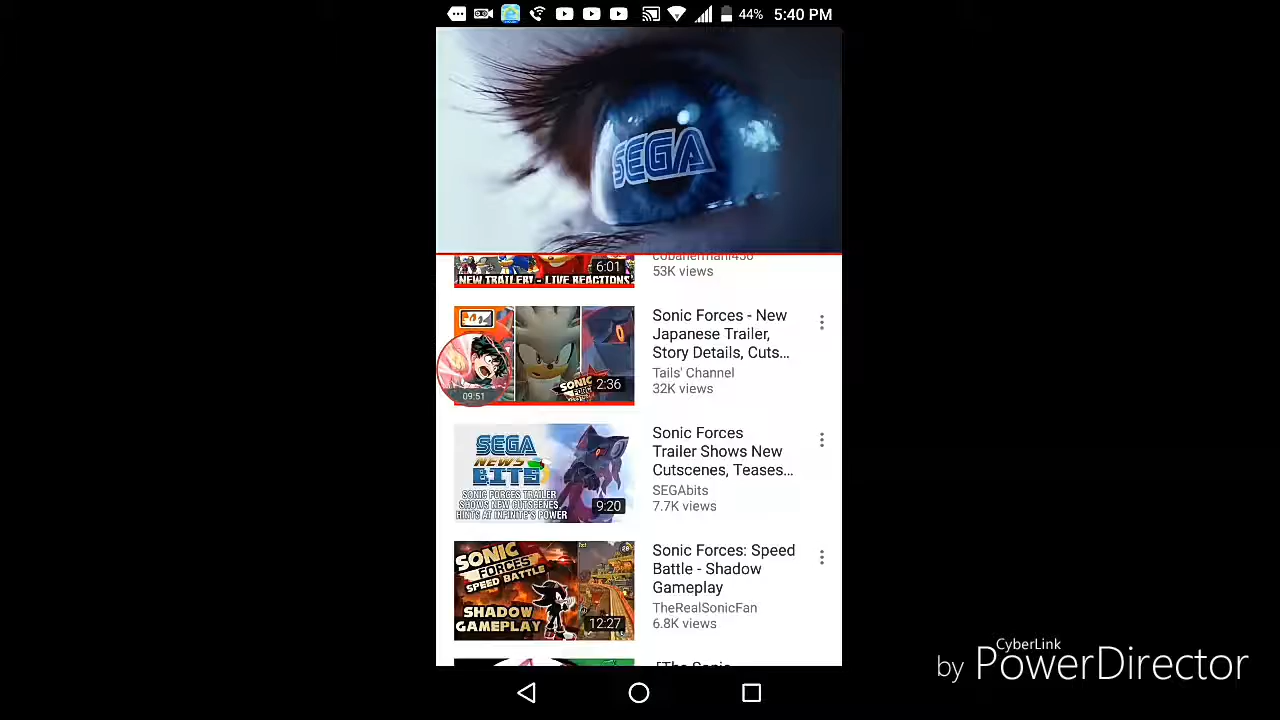 44% 5:40 PM
SEGA
6:01
NEW TRAILER! - LIVE REACTIONS
53K views
Sonic Forces - New
Japanese Trailer,
Story Details, Cuts...
Tails' Channel
32K views
SONIC
FORCES
2:36
09:51
Sonic Forces
Trailer Shows New
Cutscenes, Teases...
SEGAbits
7.7K views
SEGA
NEWS
BITS
SONIC FORCES TRAILER
SHOWS NEW CUTSCENES,
HINTS AT INFINITE'S POWER
9:20
Sonic Forces: Speed
Battle - Shadow
Gameplay
TheRealSonicFan
6.8K views
SONIC
FORCES
SPEED BATTLE
SHADOW
GAMEPLAY
12:27
[The Sonic
CyberLink
by PowerDirector